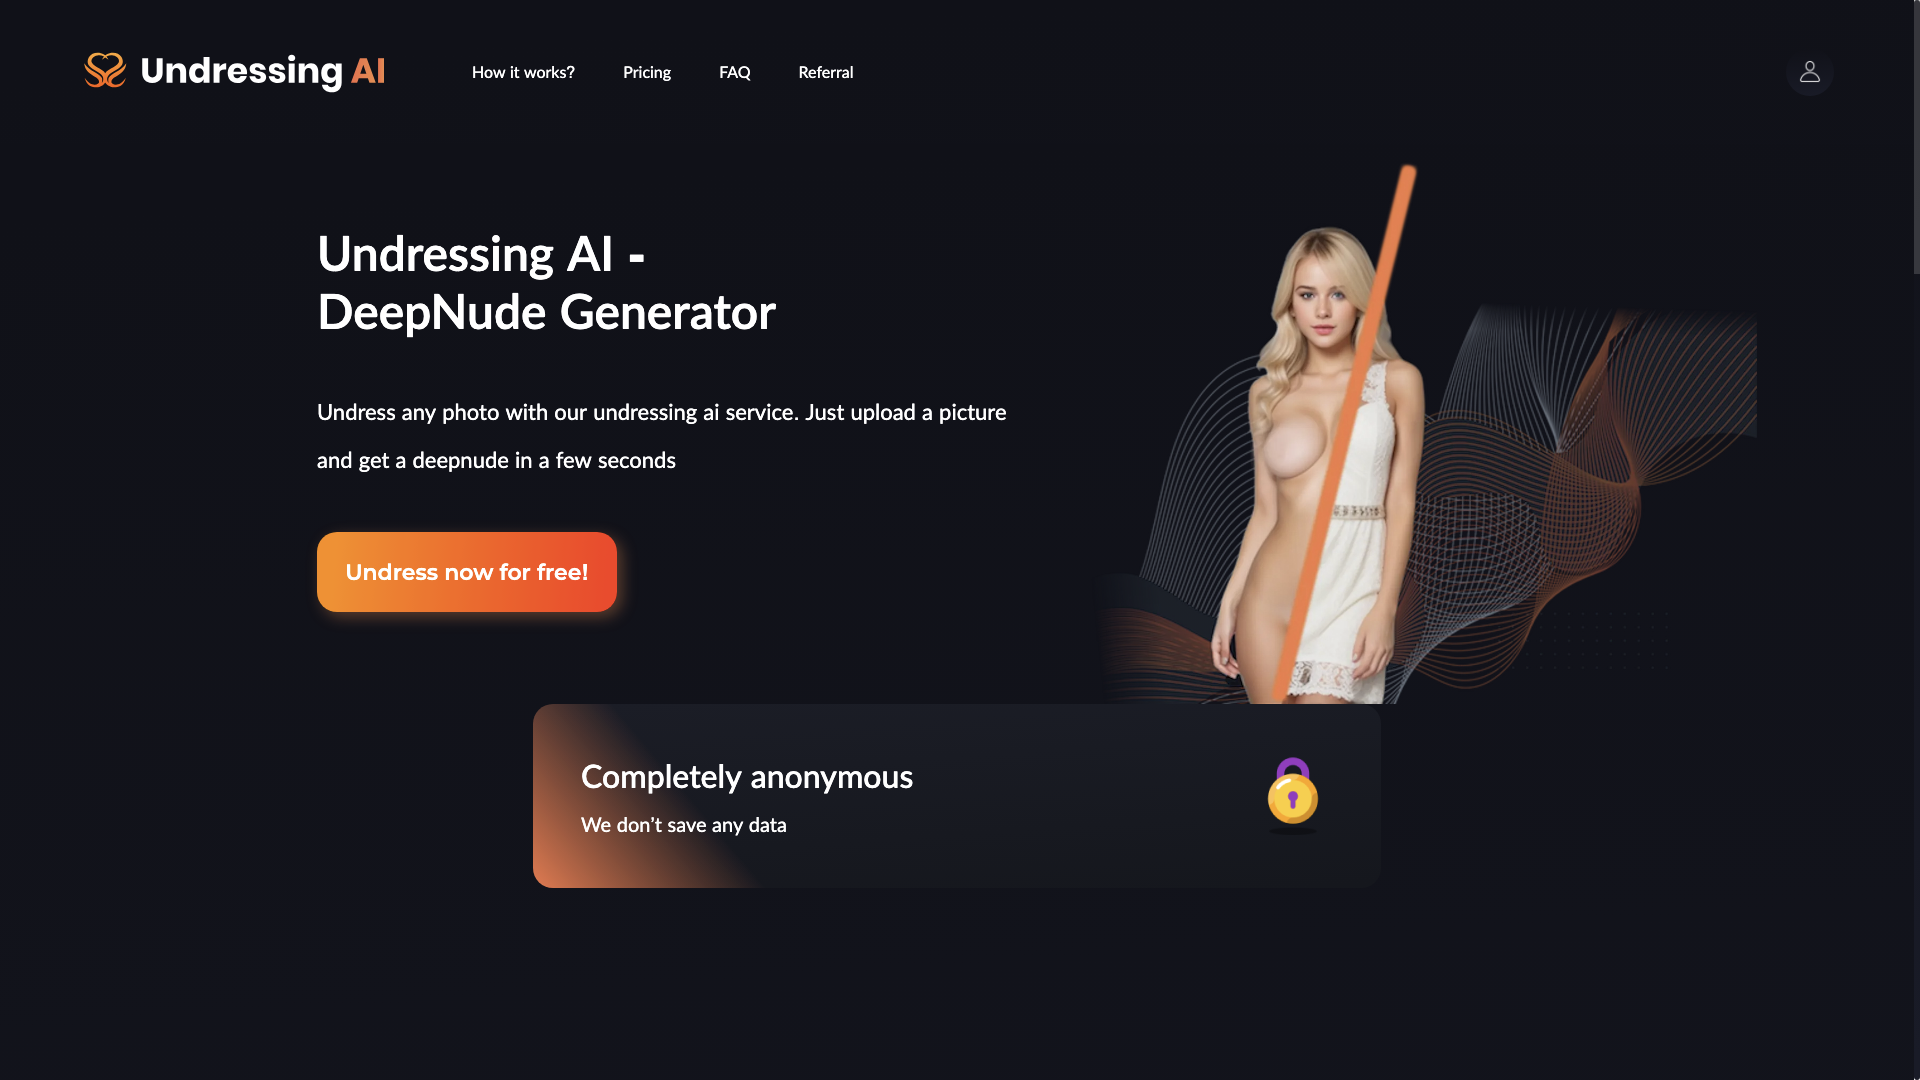 Undressing AI
How it works?
Pricing
FAQ
Referral
Undressing AI -
DeepNude Generator
Undress any photo with our undressing ai service. Just upload a picture
and get a deepnude in a few seconds
Undress now for free!
Completely anonymous
We don’t save any data